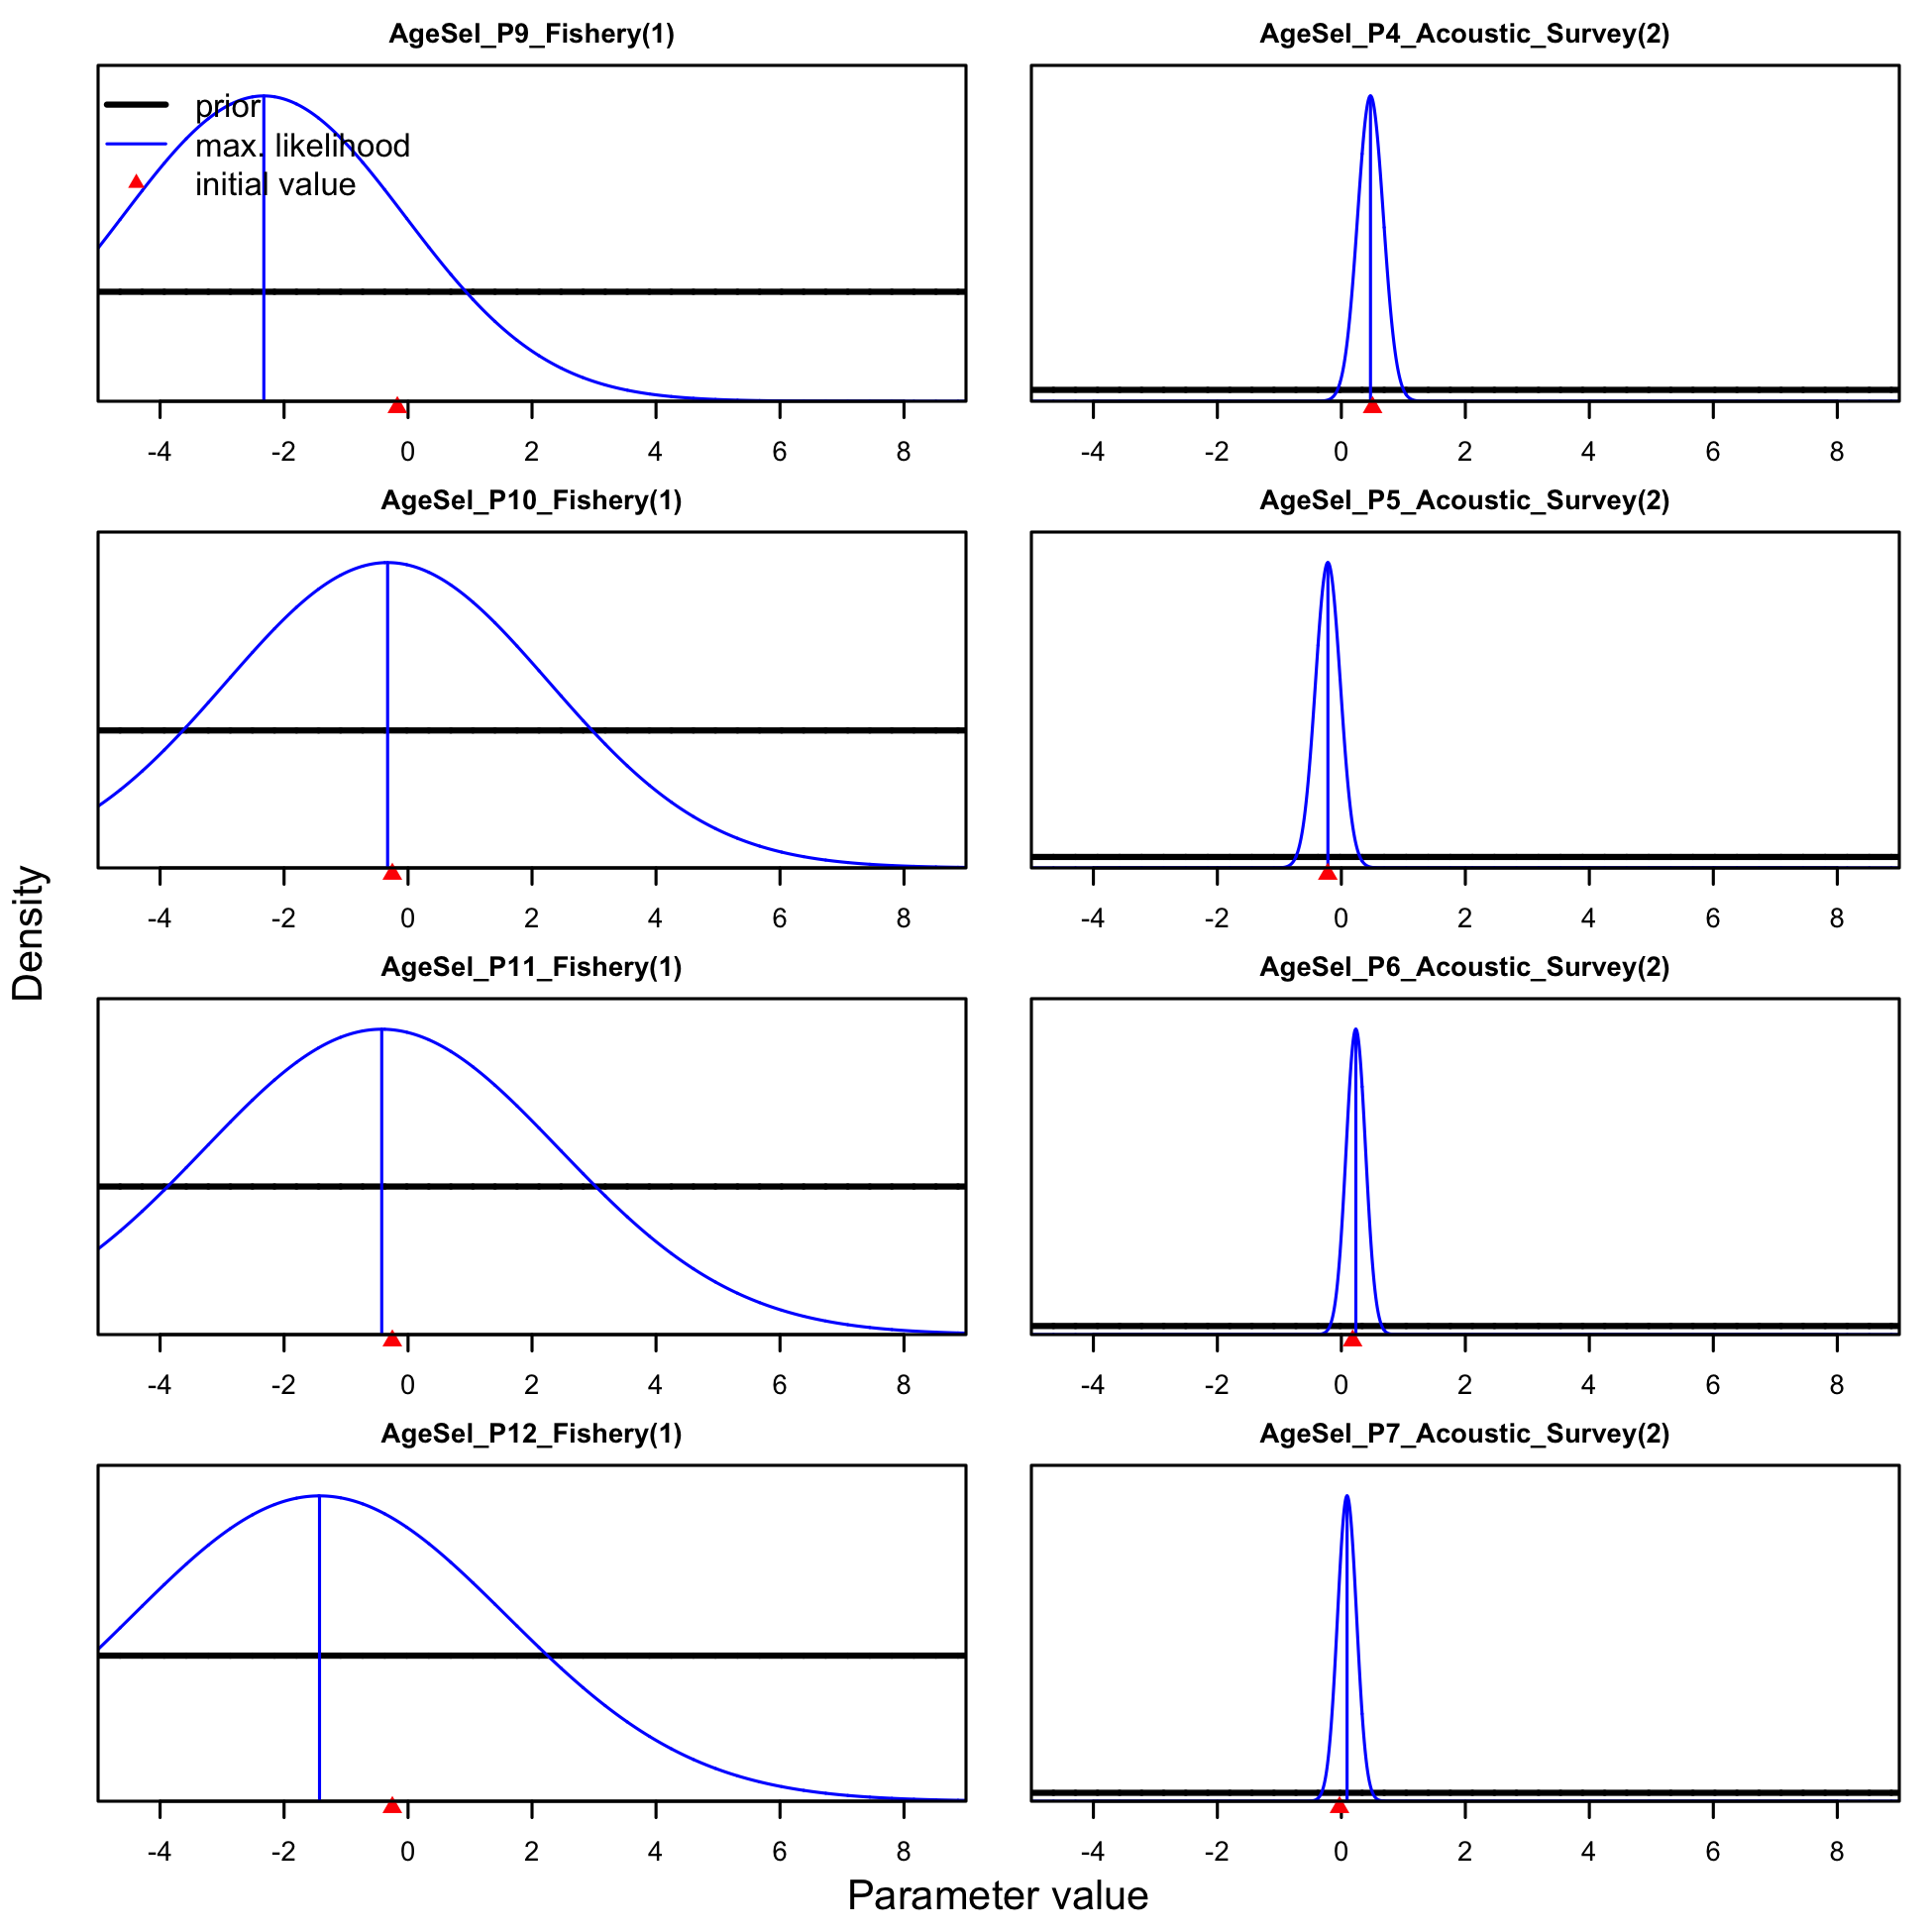 AgeSel_P9_Fishery(1)
AgeSel_P4_Acoustic_Survey(2)
prior
max. likelihood
initial value
-4 -2 0 2 4 6 8
-4 -2 0 2 4 6 8
AgeSel_P10_Fishery(1)
AgeSel_P5_Acoustic_Survey(2)
-4 -2 0 2 4 6 8
-4 -2 0 2 4 6 8
Density
AgeSel_P11_Fishery(1)
AgeSel_P6_Acoustic_Survey(2)
-4 -2 0 2 4 6 8
-4 -2 0 2 4 6 8
AgeSel_P12_Fishery(1)
AgeSel_P7_Acoustic_Survey(2)
-4 -2 0 2 4 6 8
-4 -2 0 2 4 6 8
Parameter value